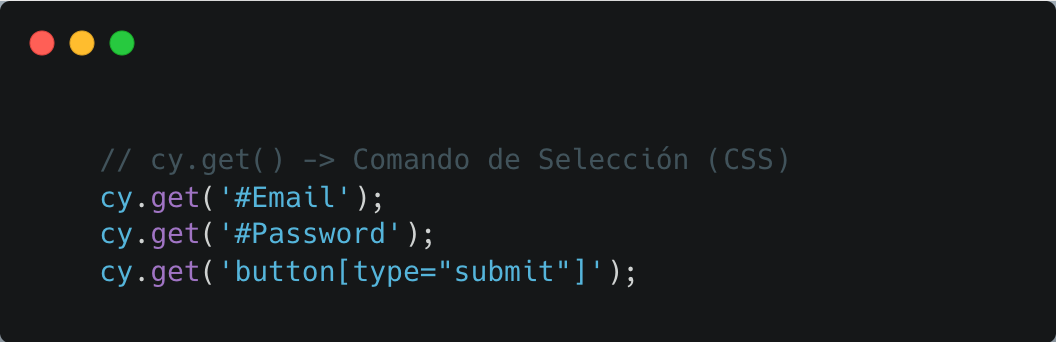 // cy.get() -> Comando de Selección (CSS)
cy.get('#Email');
cy.get('#Password');
cy.get('button[type="submit"]');